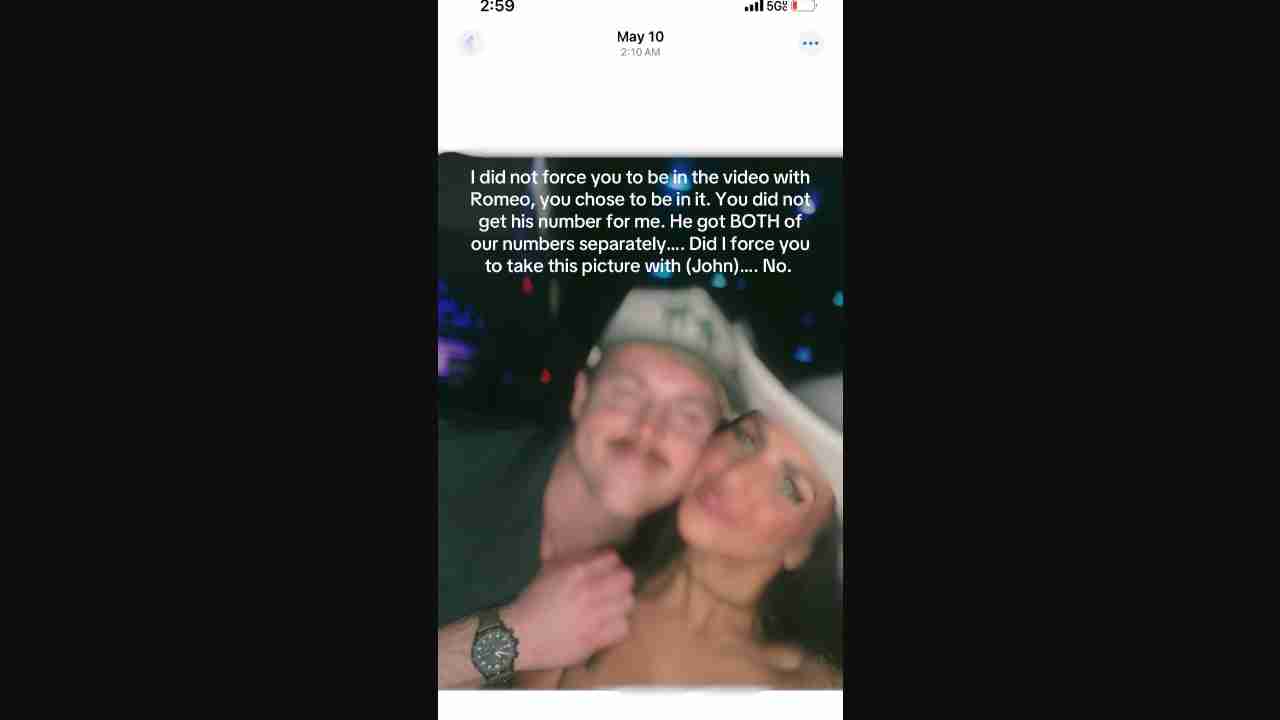 2:59
5G
May 10
2:10 AM
I did not force you to be in the video with
Romeo, you chose to be in it. You did not
get his number for me. He got BOTH of
our numbers separately.... Did I force you
to take this picture with (John).... No.